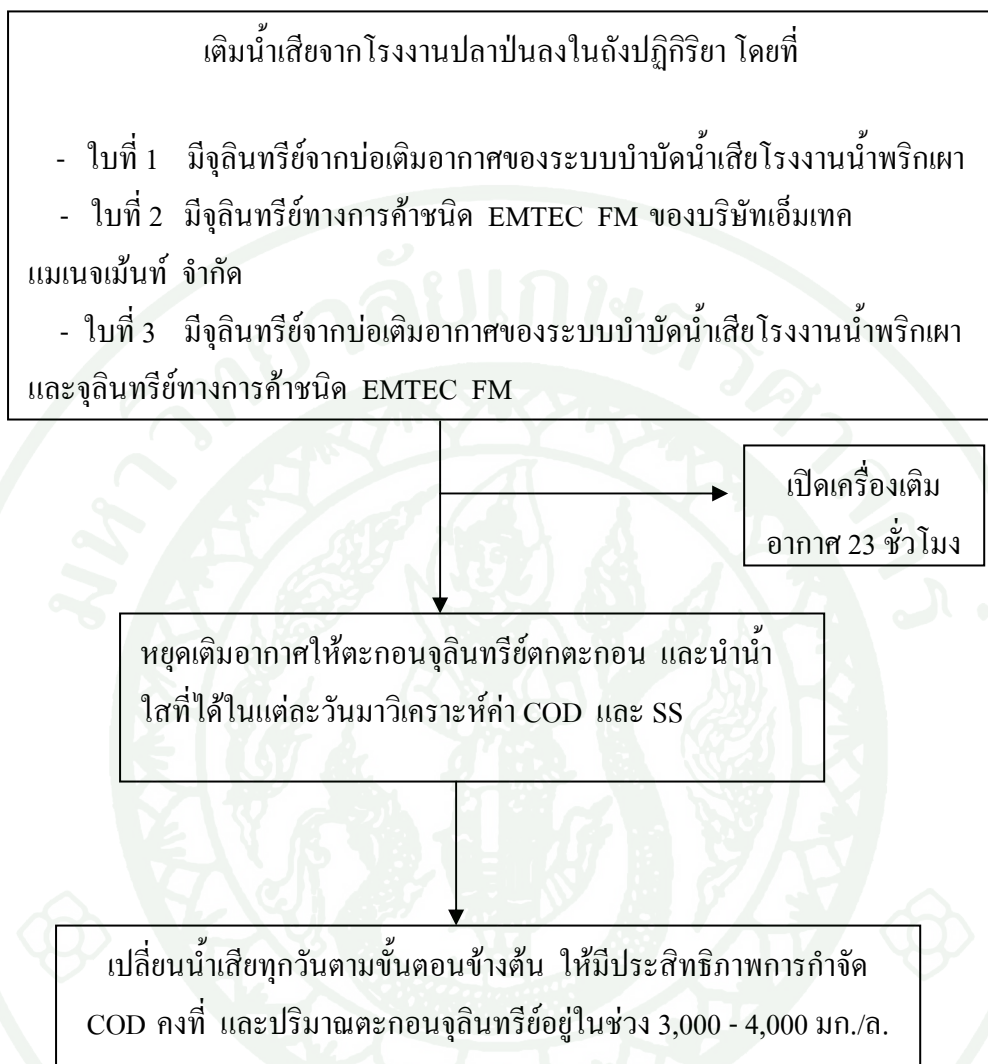 เติมน้ำเสียจากโรงงานปลาป่นลงในถังปฏิกิริยา โดยที่
- ใบที่ 1 มีจุลินทรีย์จากบ่อเติมอากาศของระบบบำบัดน้ำเสียโรงงานน้ำพริกเผา
- ใบที่ 2 มีจุลินทรีย์ทางการค้าชนิด EMTEC FM ของบริษัทเอ็มเทค
แมเนจเม้นท์ จำกัด
- ใบที่ 3 มีจุลินทรีย์จากบ่อเติมอากาศของระบบบำบัดน้ำเสียโรงงานน้ำพริกเผา
และจุลินทรีย์ทางการค้าชนิด EMTEC FM
เปิดเครื่องเติม
อากาศ 23 ชั่วโมง
หยุดเติมอากาศให้ตะกอนจุลินทรีย์ตกตะกอน และนำน้ำ
ใสที่ได้ในแต่ละวันมาวิเคราะห์ค่า COD และ SS
เปลี่ยนน้ำเสียทุกวันตามขั้นตอนข้างต้น ให้มีประสิทธิภาพการกำจัด
COD คงที่ และปริมาณตะกอนจุลินทรีย์อยู่ในช่วง 3,000 - 4,000 มก./ล.
มหาวิทยาลัยเกษตรศาสตร์